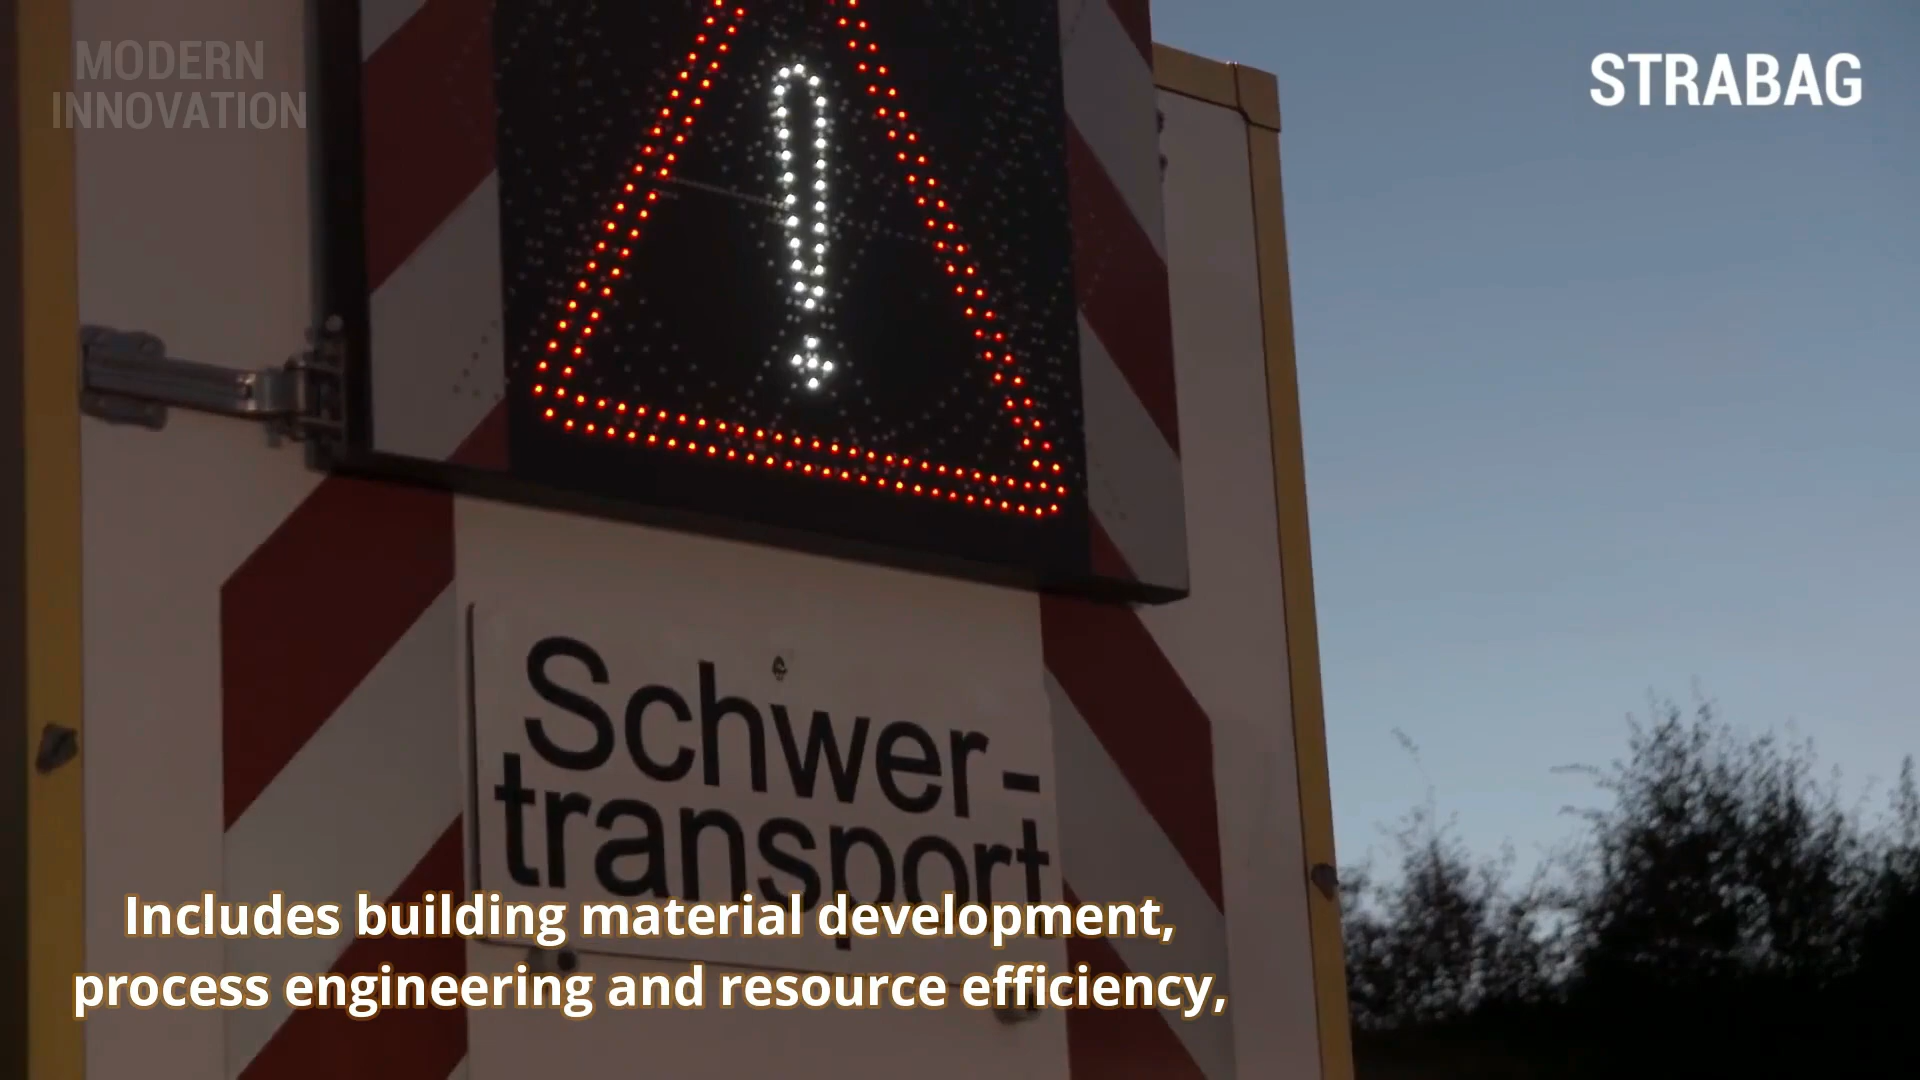 MODERN
INNOVATION
STRABAG
Schwer-
transport
Includes building material development,
process engineering and resource efficiency,